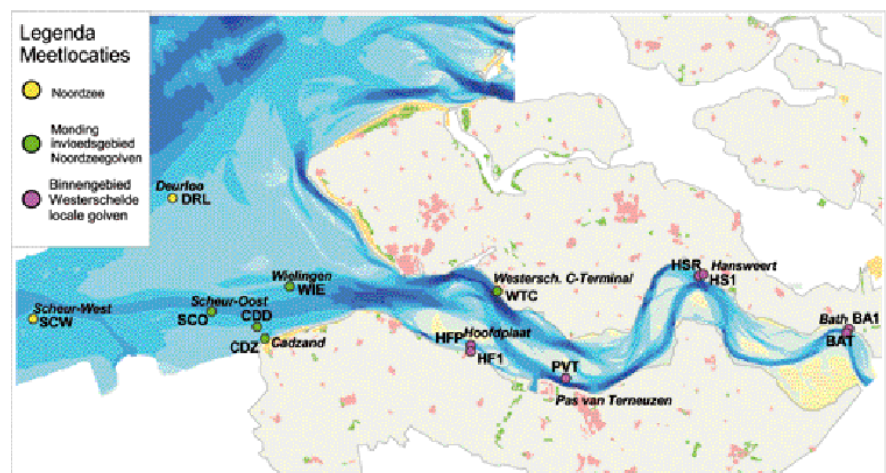 Legenda
Meetlocaties
Noordzee
Monding
invloedsgebied
Noordzeegolven
Binnengebied
Westerschelde
locale golven
Deurloo
DRL
Wielingen
WIE
Scheur-West
SCW
Scheur-Oost
SCO
CDD
CDZ
Cadzand
Westersch. C-Terminal
WTC
HFP
Hoofdplaat
HF1
PVT
Pas van Terneuzen
HSR
Hansweert
HS1
Bath
BA1
BAT